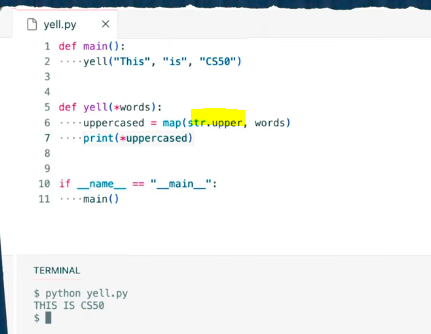 yell.py ×
1 def main():
2 ····yell("This", "is", "CS50")
3
4
5 def yell(*words):
6 ····uppercased = map(str.upper, words)
7 ····print(*uppercased)
8
9
10 if __name__ == "__main__":
11 ····main()
TERMINAL
$ python yell.py
THIS IS CS50
$